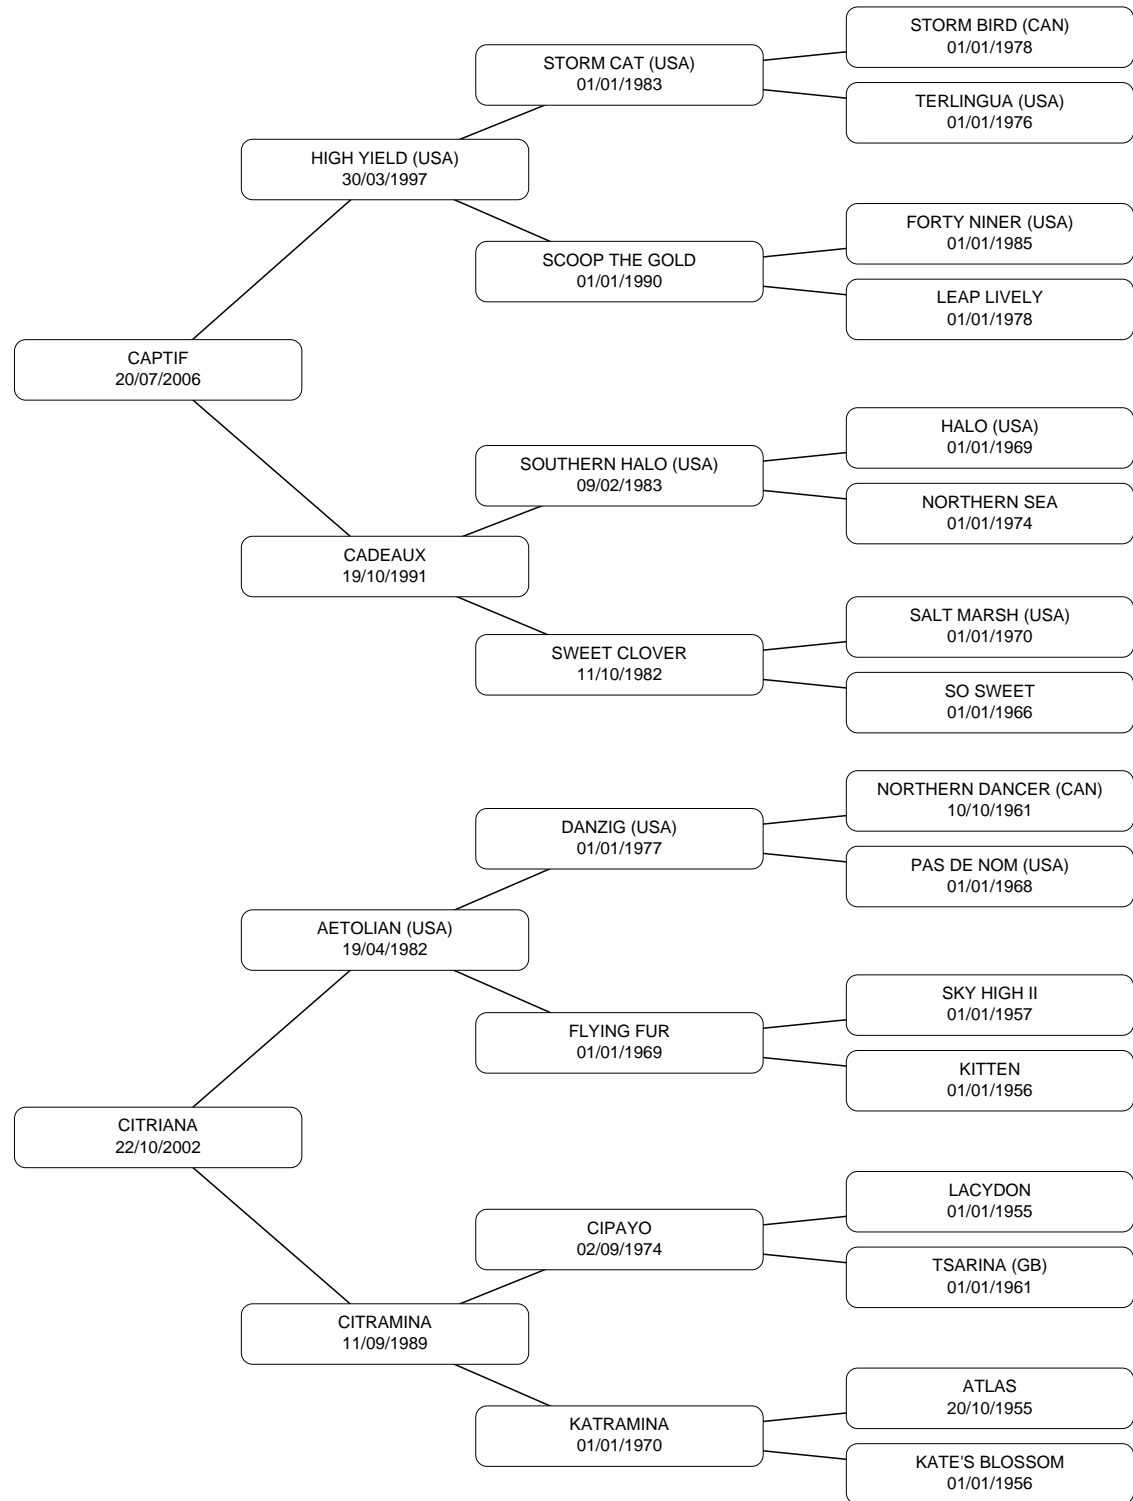 STORM BIRD (CAN)
01/01/1978
STORM CAT (USA)
01/01/1983
TERLINGUA (USA)
01/01/1976
HIGH YIELD (USA)
30/03/1997
FORTY NINER (USA)
01/01/1985
SCOOP THE GOLD
01/01/1990
LEAP LIVELY
01/01/1978
CAPTIF
20/07/2006
HALO (USA)
01/01/1969
SOUTHERN HALO (USA)
09/02/1983
NORTHERN SEA
01/01/1974
CADEAUX
19/10/1991
SALT MARSH (USA)
01/01/1970
SWEET CLOVER
11/10/1982
SO SWEET
01/01/1966
NORTHERN DANCER (CAN)
10/10/1961
DANZIG (USA)
01/01/1977
PAS DE NOM (USA)
01/01/1968
AETOLIAN (USA)
19/04/1982
SKY HIGH II
01/01/1957
FLYING FUR
01/01/1969
KITTEN
01/01/1956
CITRIANA
22/10/2002
LACYDON
01/01/1955
CIPAYO
02/09/1974
TSARINA (GB)
01/01/1961
CITRAMINA
11/09/1989
ATLAS
20/10/1955
KATRAMINA
01/01/1970
KATE'S BLOSSOM
01/01/1956